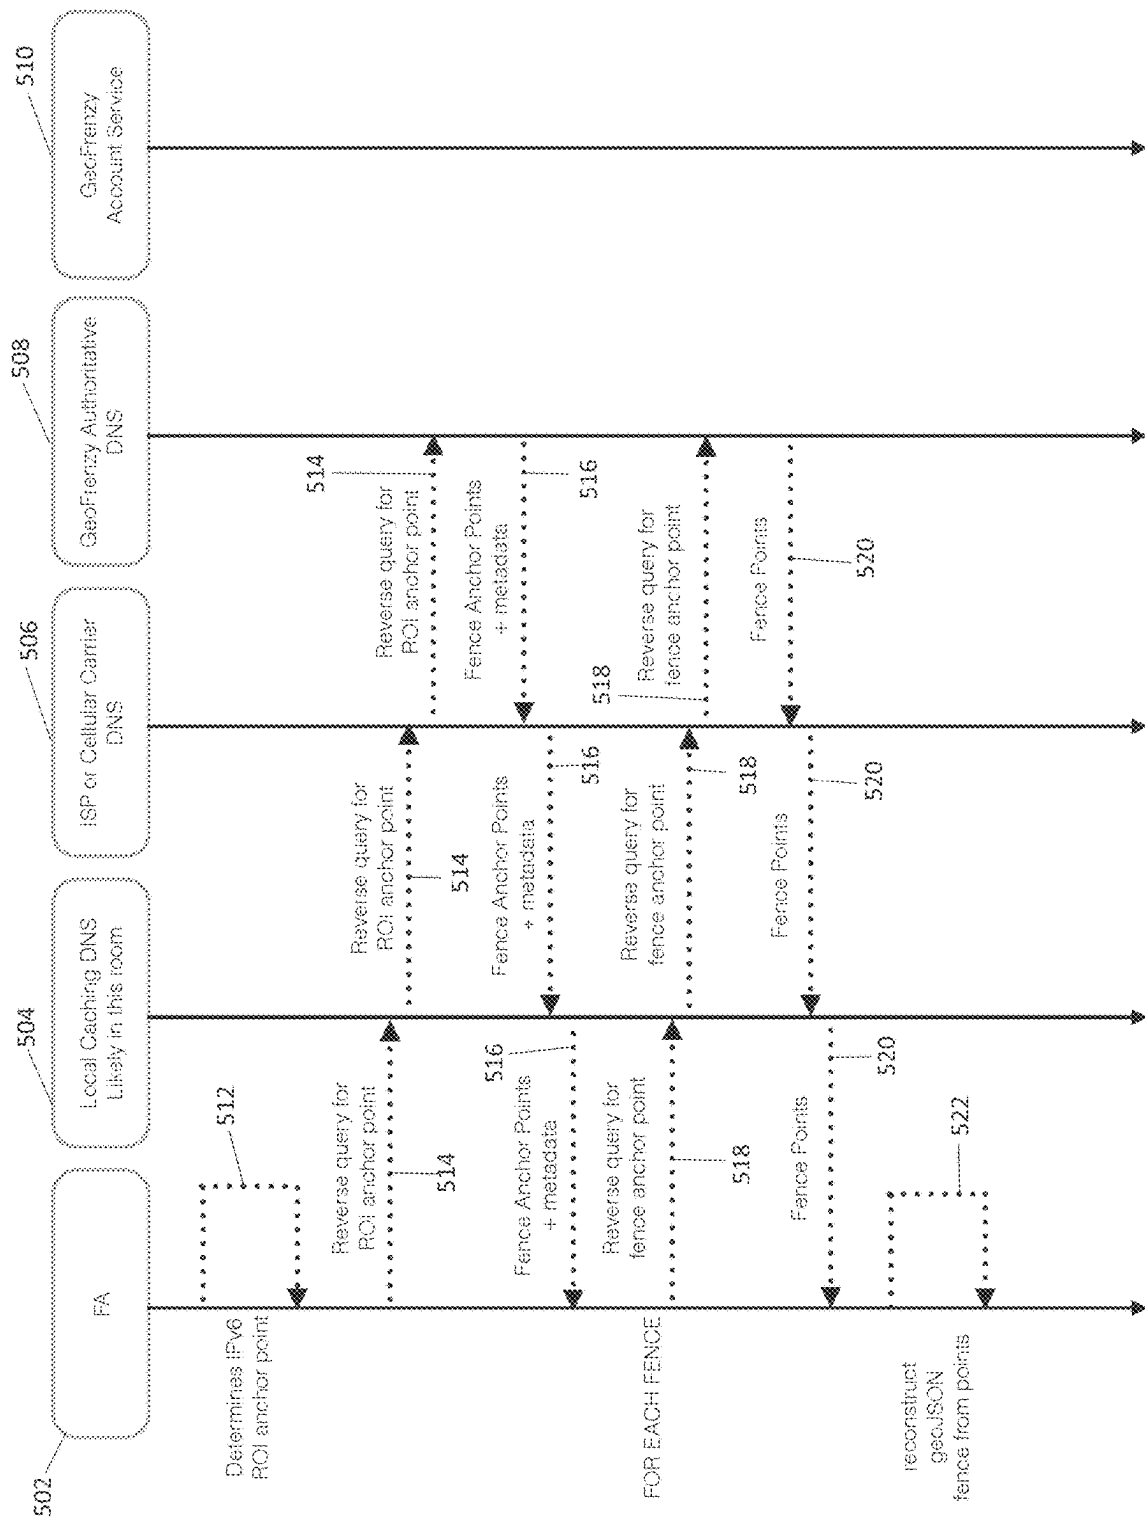 502
FA
504
Local Caching DNS
Likely in this room
506
ISP or Cellular Carrier
DNS
508
GeoFrenzy Authoritative
DNS
510
GeoFrenzy
Account Service
Determines IPv6
ROI anchor point
512
Reverse query for
ROI anchor point
514
Reverse query for
ROI anchor point
514
Reverse query for
ROI anchor point
514
Fence Anchor Points
+ metadata
516
Fence Anchor Points
+ metadata
516
Fence Anchor Points
+ metadata
516
FOR EACH FENCE
Reverse query for
fence anchor point
518
Reverse query for
fence anchor point
518
Reverse query for
fence anchor point
518
Fence Points
520
Fence Points
520
Fence Points
520
reconstruct
geoJSON
fence from points
522